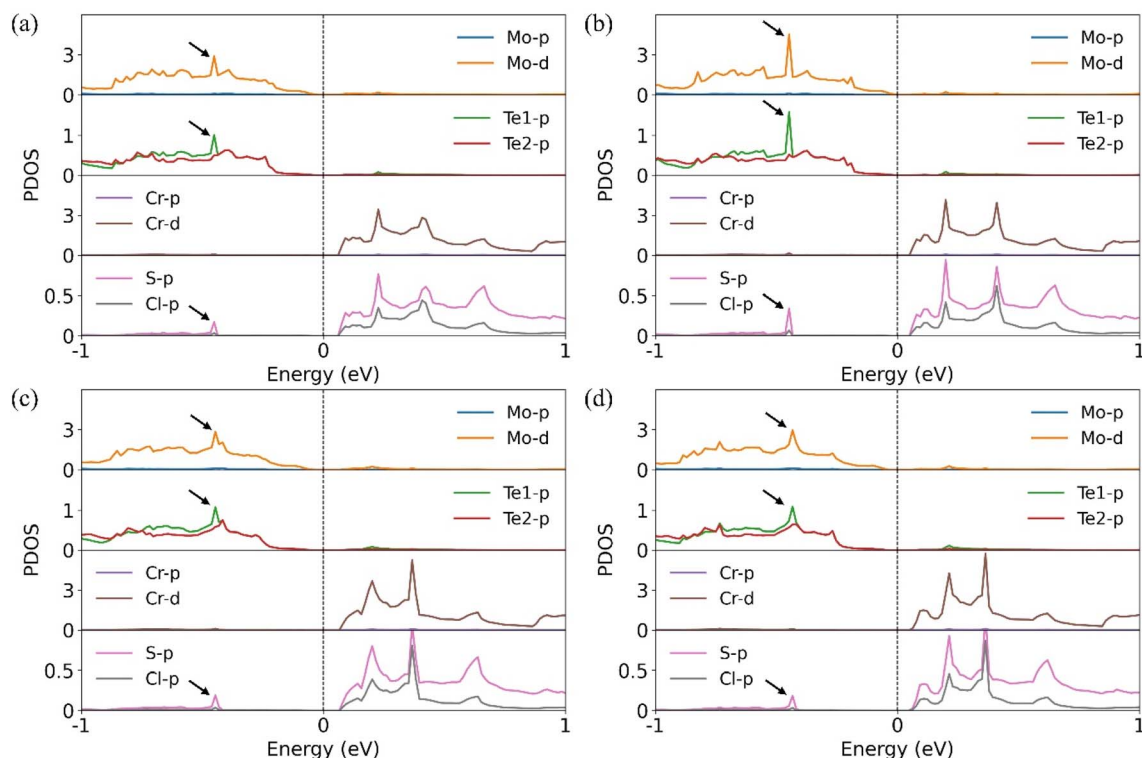 (a)
3
0
Mo-p
Mo-d
1
0
Te1-p
Te2-p
PDOS
3
0
Cr-p
Cr-d
0.5
0
S-p
Cl-p
-1
0
1
Energy (eV)
(b)
3
0
Mo-p
Mo-d
1
0
Te1-p
Te2-p
PDOS
3
0
Cr-p
Cr-d
0.5
0
S-p
Cl-p
-1
0
1
Energy (eV)
(c)
3
0
Mo-p
Mo-d
1
0
Te1-p
Te2-p
PDOS
3
0
Cr-p
Cr-d
0.5
0
S-p
Cl-p
-1
0
1
Energy (eV)
(d)
3
0
Mo-p
Mo-d
1
0
Te1-p
Te2-p
PDOS
3
0
Cr-p
Cr-d
0.5
0
S-p
Cl-p
-1
0
1
Energy (eV)